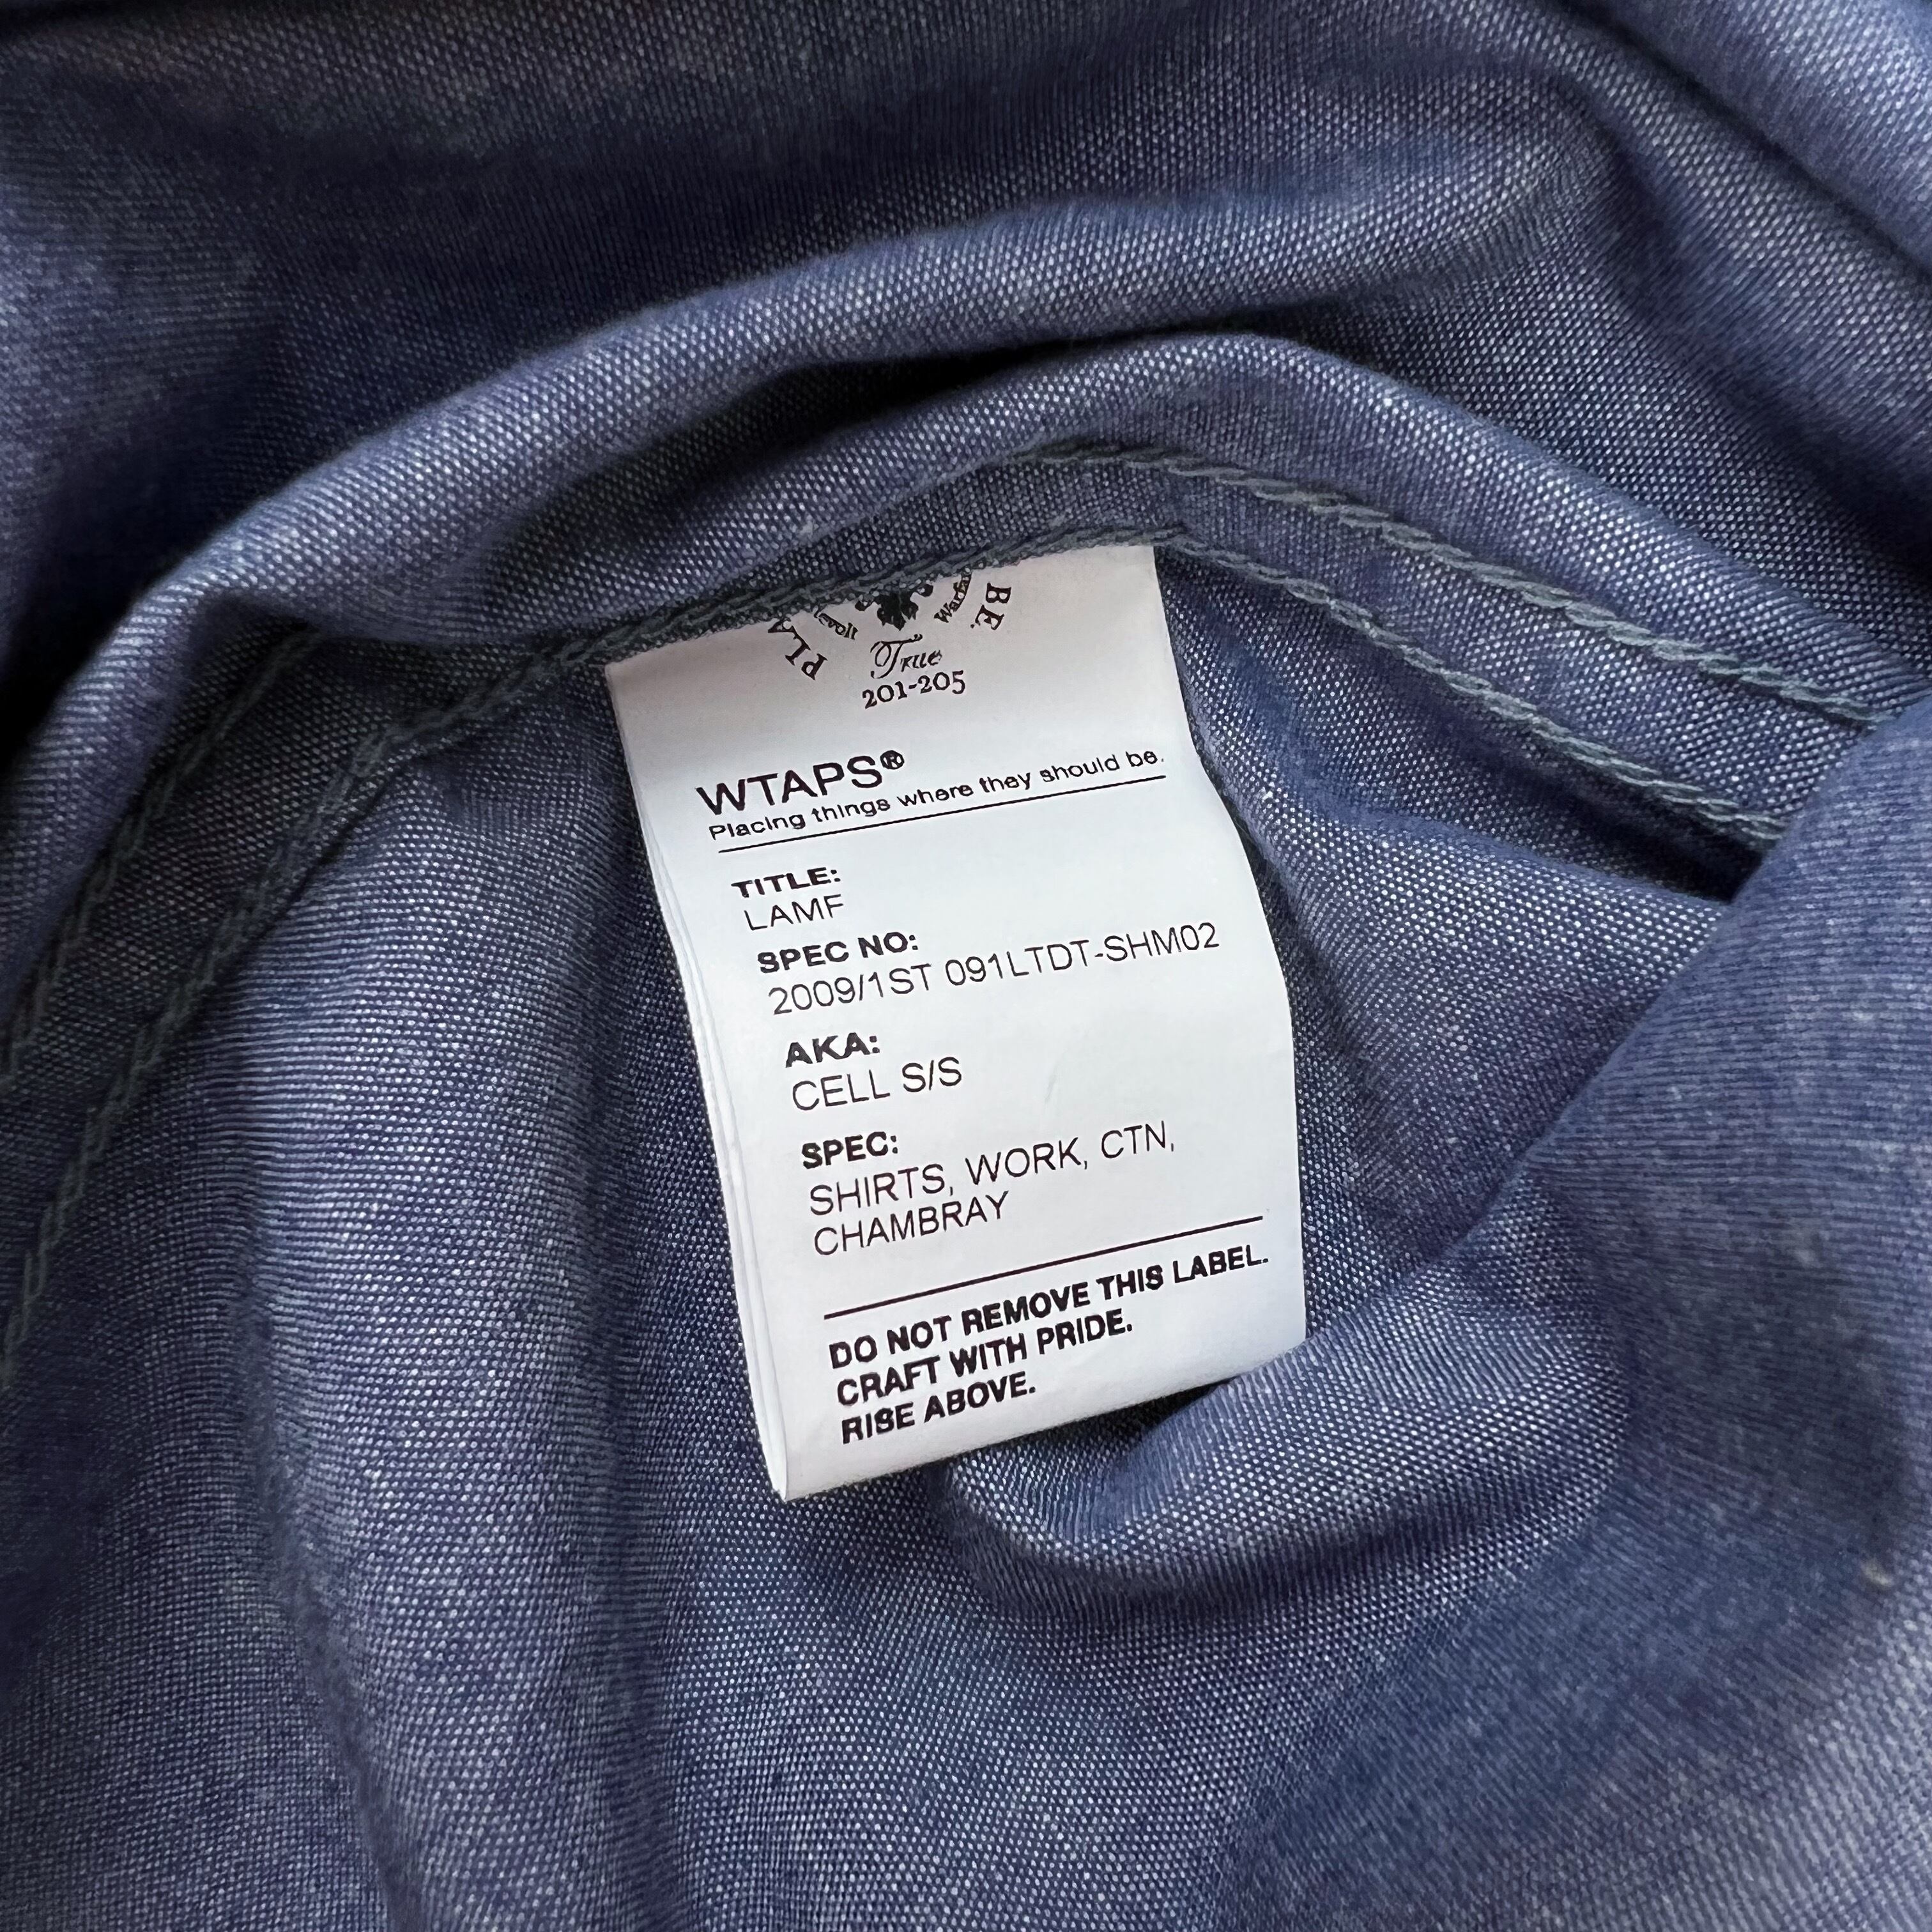 BE.
True
201-205
WTAPS®
Placing things where they should be.
TITLE:
LAMF
SPEC NO:
2009/1ST 091LTDT-SHM02
AKA:
CELL S/S
SPEC:
SHIRTS, WORK, CTN,
CHAMBRAY
DO NOT REMOVE THIS LABEL.
CRAFT WITH PRIDE.
RISE ABOVE.